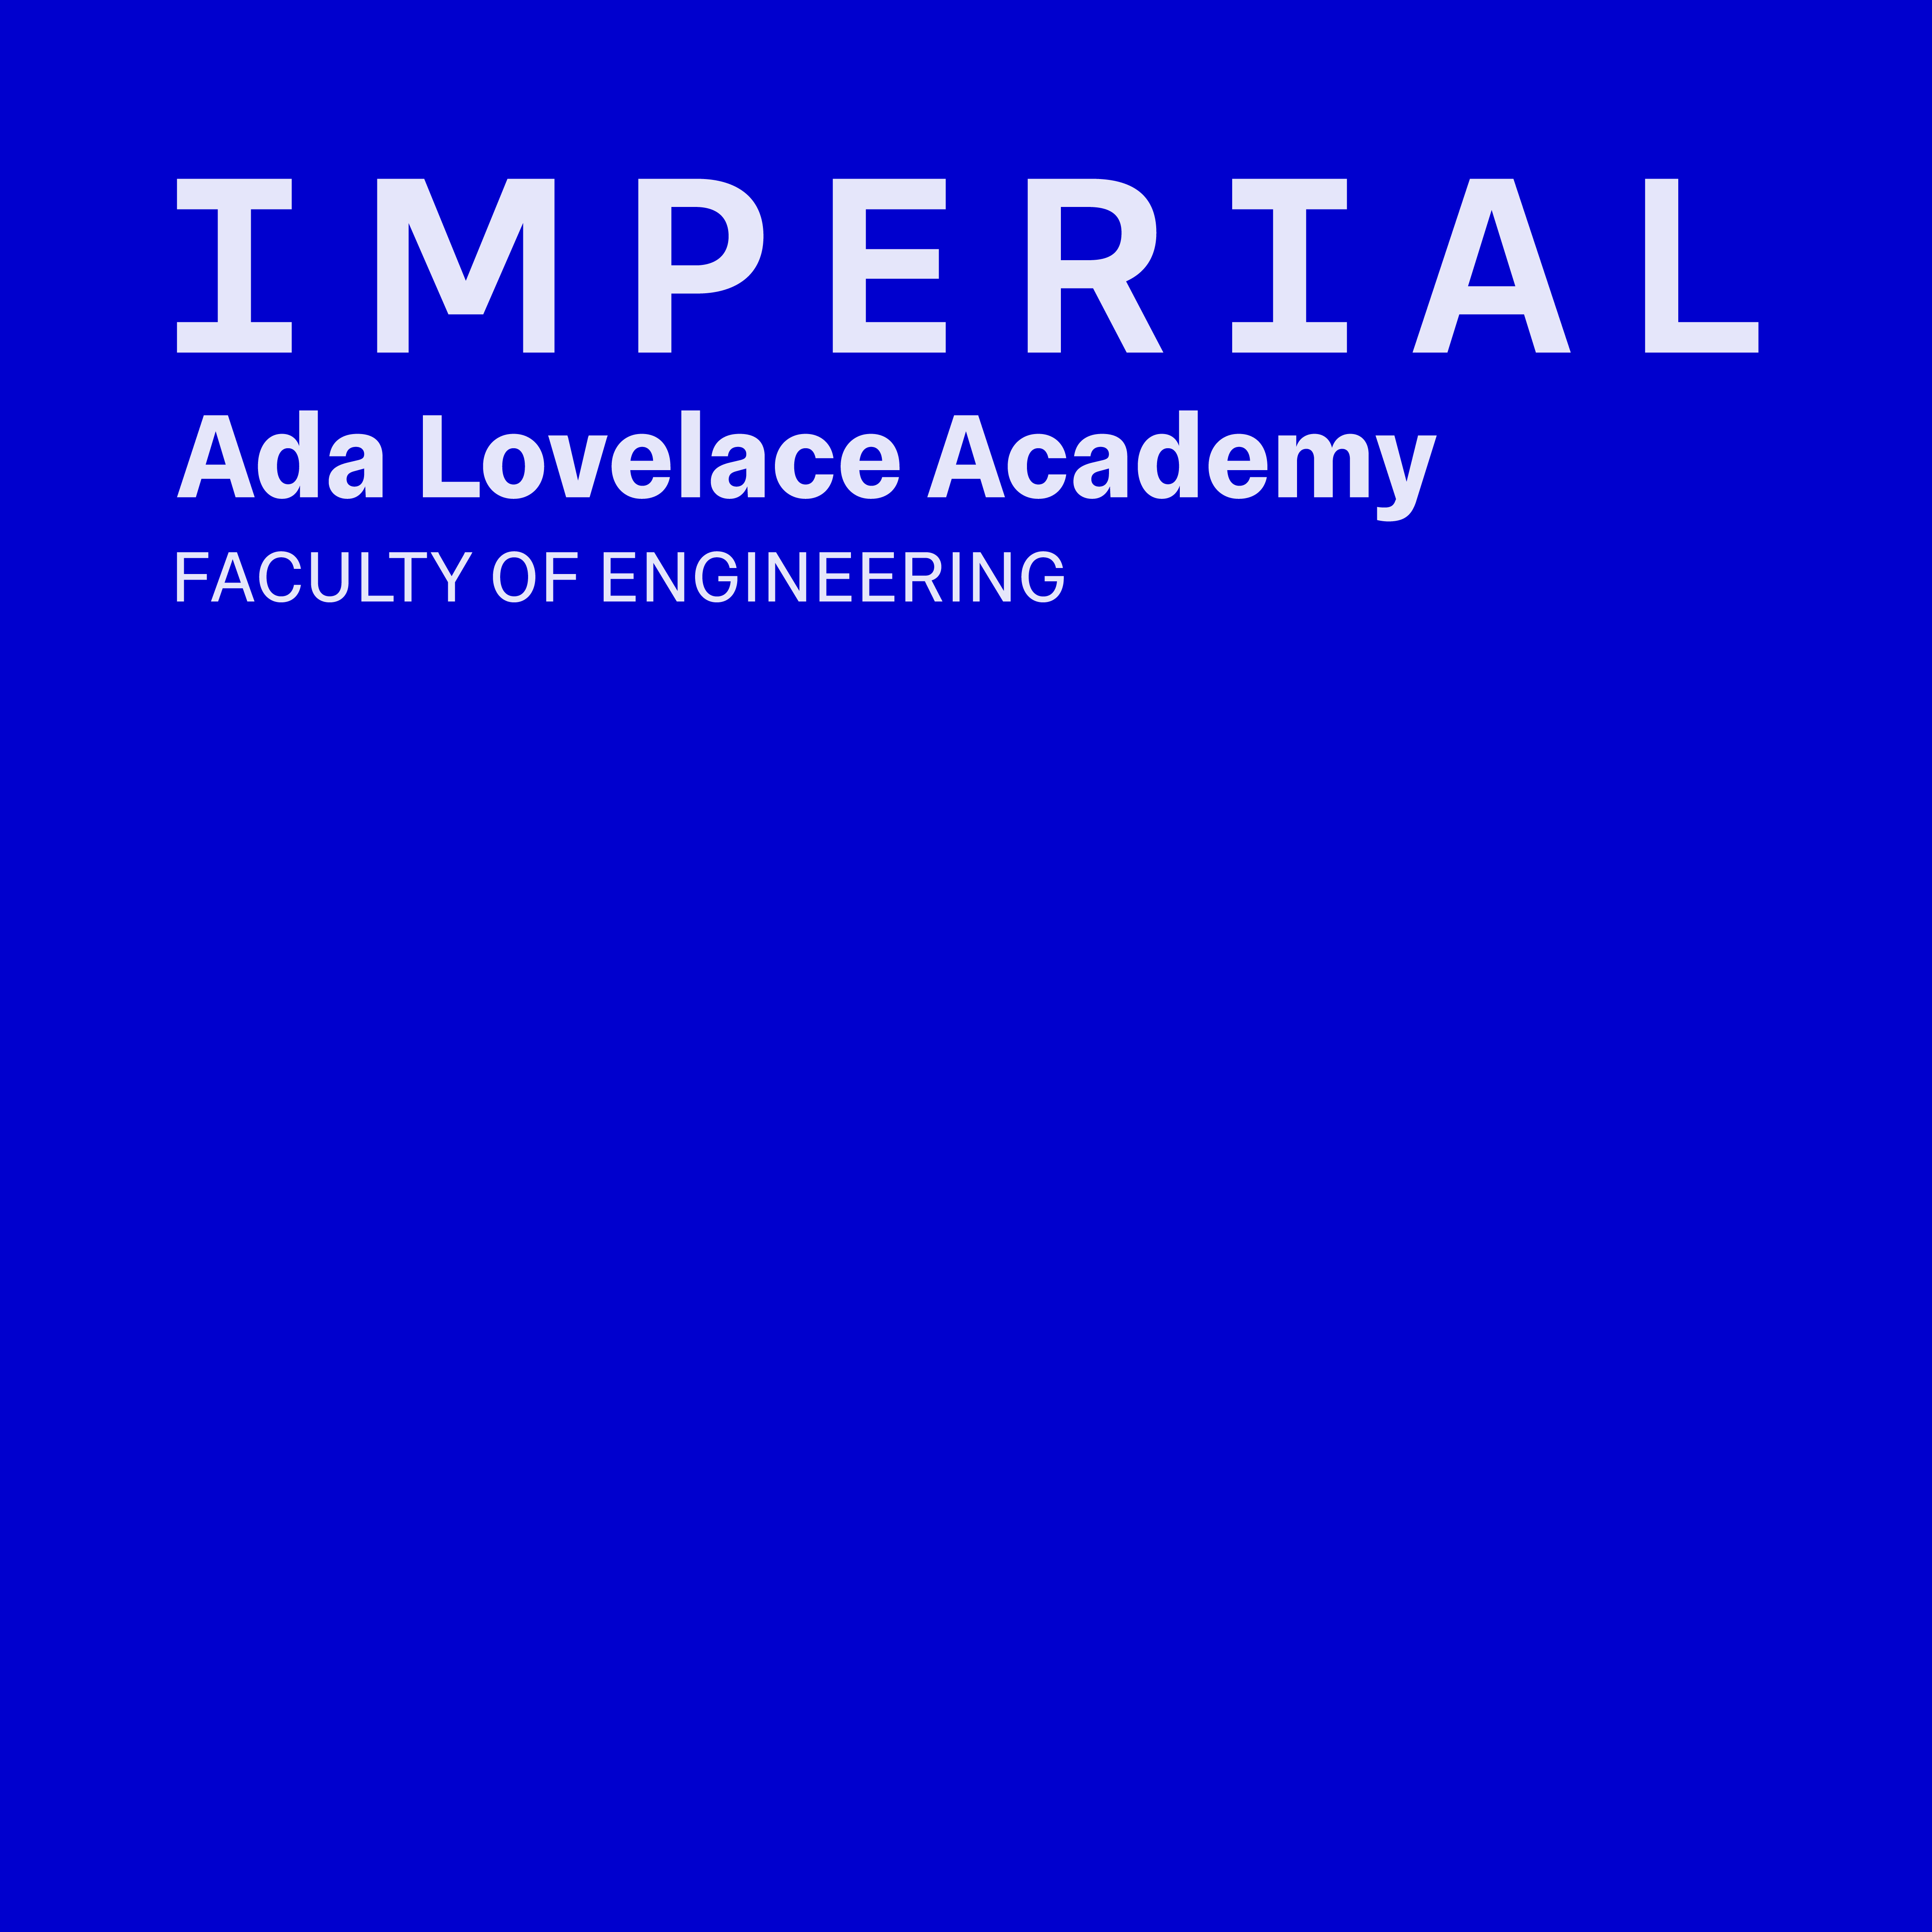 IMPERIAL
Ada Lovelace Academy
FACULTY OF ENGINEERING